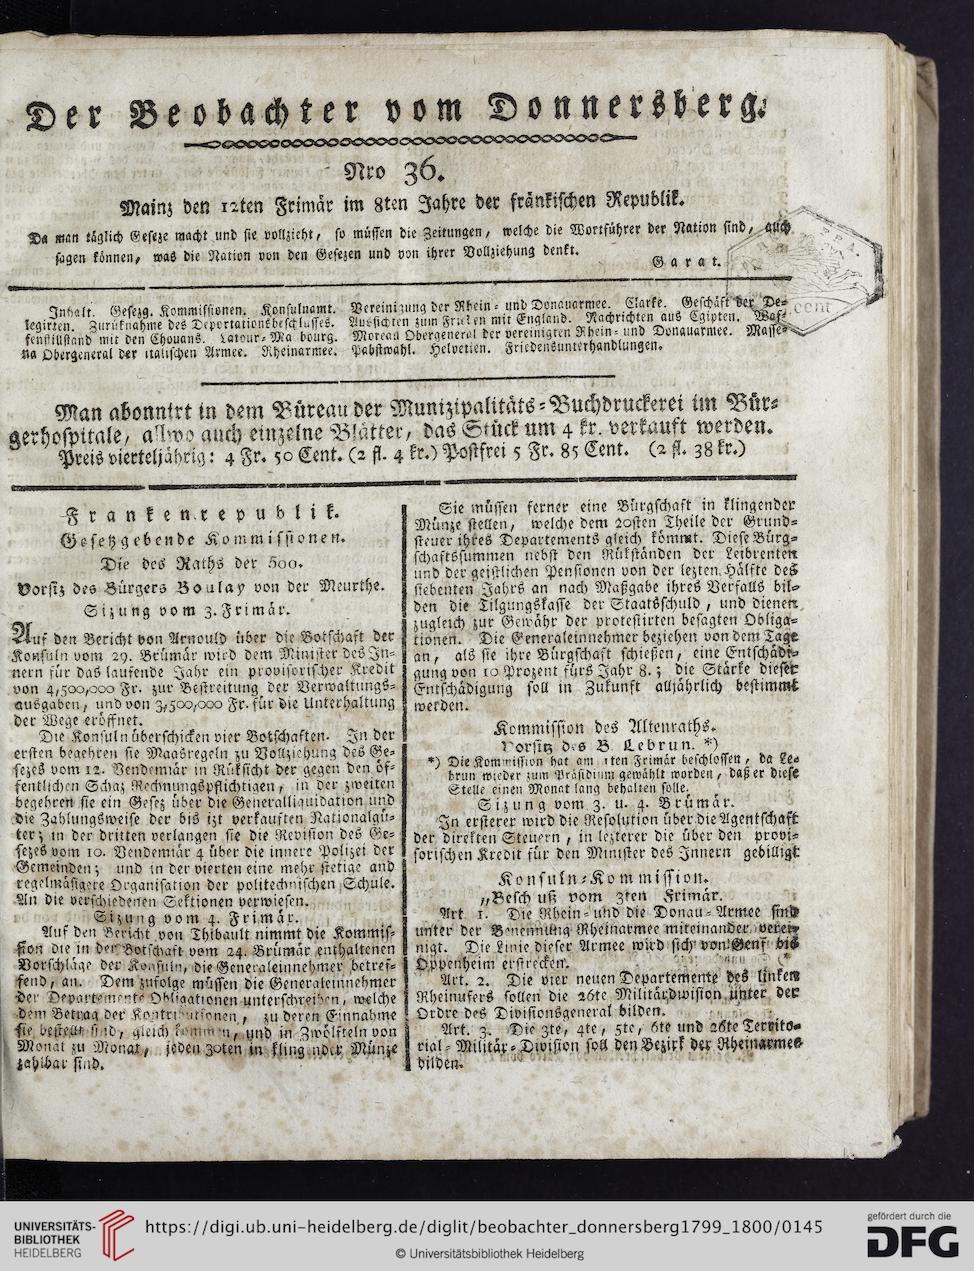 Der Beobachter vom Donnersberg.
Nro 36.
Mainz den 12ten Frimär im 8ten Jahre der fränkischen Republik.
Da man täglich Geseze macht und sie vollzieht, so müssen die Zeitungen, welche die Wortführer der Nation sind, auch
sagen können, was die Nation von den Gesezen und von ihrer Vollziehung denkt.
Garat.
cent
Inhalt. Gesezg. Kommissionen. Konsulnamt. Vereinigung der Rhein- und Donauarmee. Clarke. Geschäft der De-
legirten. Zurüknahme des Deportationsbeschlusses. Aussichten zum Frieden mit England. Nachrichten aus Egipten. Waf-
fenstillstand mit den Chouans. Latour-Maubourg. Moreau Obergeneral der vereinigten Rhein- und Donauarmee. Masse-
na Obergeneral der italischen Armee. Rheinarmee. Pabstwahl. Helvetien. Friedensunterhandlungen.
Man abonnirt in dem Büreau der Munizipalitäts-Buchdruckerei im Bür-
gerhospitale, allwo auch einzelne Blätter, das Stück um 4 kr. verkauft werden.
Preis vierteljährig: 4 Fr. 50 Cent. (2 fl. 4 kr.) Postfrei 5 Fr. 85 Cent. (2 fl. 38 kr.)
Frankenrepublik.
Gesetzgebende Kommissionen.
Die des Raths der 500.
Vorsitz des Bürgers Boulay von der Meurthe.
Sizung vom 3. Frimär.
Auf den Bericht von Arnould über die Botschaft der
Konsuln vom 29. Brümär wird dem Minister des In-
nern für das laufende Jahr ein provisorischer Kredit
von 4,500,000 Fr. zur Bestreitung der Verwaltungs-
ausgaben, und von 3,500,000 Fr. für die Unterhaltung
der Wege eröffnet.
Die Konsuln überschicken vier Botschaften. In der
ersten begehren sie Maasregeln zu Vollziehung des Ge-
sezes vom 12. Vendemiär in Rüksicht der gegen den öf-
fentlichen Schaz Rechnungspflichtigen, in der zweiten
begehren sie ein Gesez über die Generalliquidation und
die Zahlungsweise der bis izt verkauften Nationalgü-
ter; in der dritten verlangen sie die Revision des Ge-
sezes vom 10. Vendemiär 4 über die innere Polizei der
Gemeinden; und in der vierten eine mehr stetige und
regelmäsigere Organisation der politechnischen Schule.
An die verschiedenen Sektionen verwiesen.
Sizung vom 4. Frimär.
Auf den Bericht von Thibault nimmt die Kommis-
sion die in der Botschaft vom 24. Brümär enthaltenen
Vorschläge der Konsuln, die Generaleinnehmer betref-
fend, an. Dem zufolge müssen die Generaleinnehmer
der Departemente Obligationen unterschreiben, welche
dem Betrag der Kontributionen, zu deren Einnahme
sie bestellt sind, gleich kommen, und in Zwölfteln von
Monat zu Monat, jeden 30ten in klingender Münze
zahlbar sind.
Sie müssen ferner eine Bürgschaft in klingender
Münze stellen, welche dem 20sten Theile der Grund-
steuer ihres Departements gleich kömmt. Diese Bürg-
schaftssummen nebst den Rükständen der Leibrenten
und der geistlichen Pensionen von der lezten Hälfte des
siebenten Jahrs an nach Maßgabe ihres Verfalls bil-
den die Tilgungskasse der Staatsschuld, und dienen
zugleich zur Gewähr der protestirten besagten Obliga-
tionen. Die Generaleinnehmer beziehen von dem Tage
an, als sie ihre Bürgschaft schießen, eine Entschädi-
gung von 10 Prozent fürs Jahr 8.; die Stärke dieser
Entschädigung soll in Zukunft alljährlich bestimmt
werden.
Kommission des Altenraths.
Vorsitz des B. Lebrun. *)
*) Die Kommission hat am 1ten Frimär beschlossen, da Le-
brun wieder zum Präsidium gewählt worden, daß er diese
Stelle einen Monat lang behalten solle.
Sizung vom 3. u. 4. Brümär.
In ersterer wird die Resolution über die Agentschaft
der direkten Steuern, in lezterer die über den provi-
sorischen Kredit für den Minister des Innern gebilligt
Konsuln-Kommission.
„Beschluß vom 3ten Frimär.
Art 1. Die Rhein- und die Donau-Armee sind
unter der Benennung Rheinarmee miteinander verei-
nigt. Die Linie dieser Armee wird sich von Genf bis
Oppenheim erstrecken.
Art. 2. Die vier neuen Departemente des linken
Rheinufers sollen die 26te Militärdivision unter der
Ordre des Divisionsgeneral bilden.
Art. 3. Die 3te, 4te, 5te, 6te und 26te Territo-
rial-Militär-Division soll den Bezirk der Rheinarmee
bilden.
UNIVERSITÄTS-
BIBLIOTHEK
HEIDELBERG
https://digi.ub.uni-heidelberg.de/diglit/beobachter_donnersberg1799_1800/0145
© Universitätsbibliothek Heidelberg
gefördert durch die
DFG